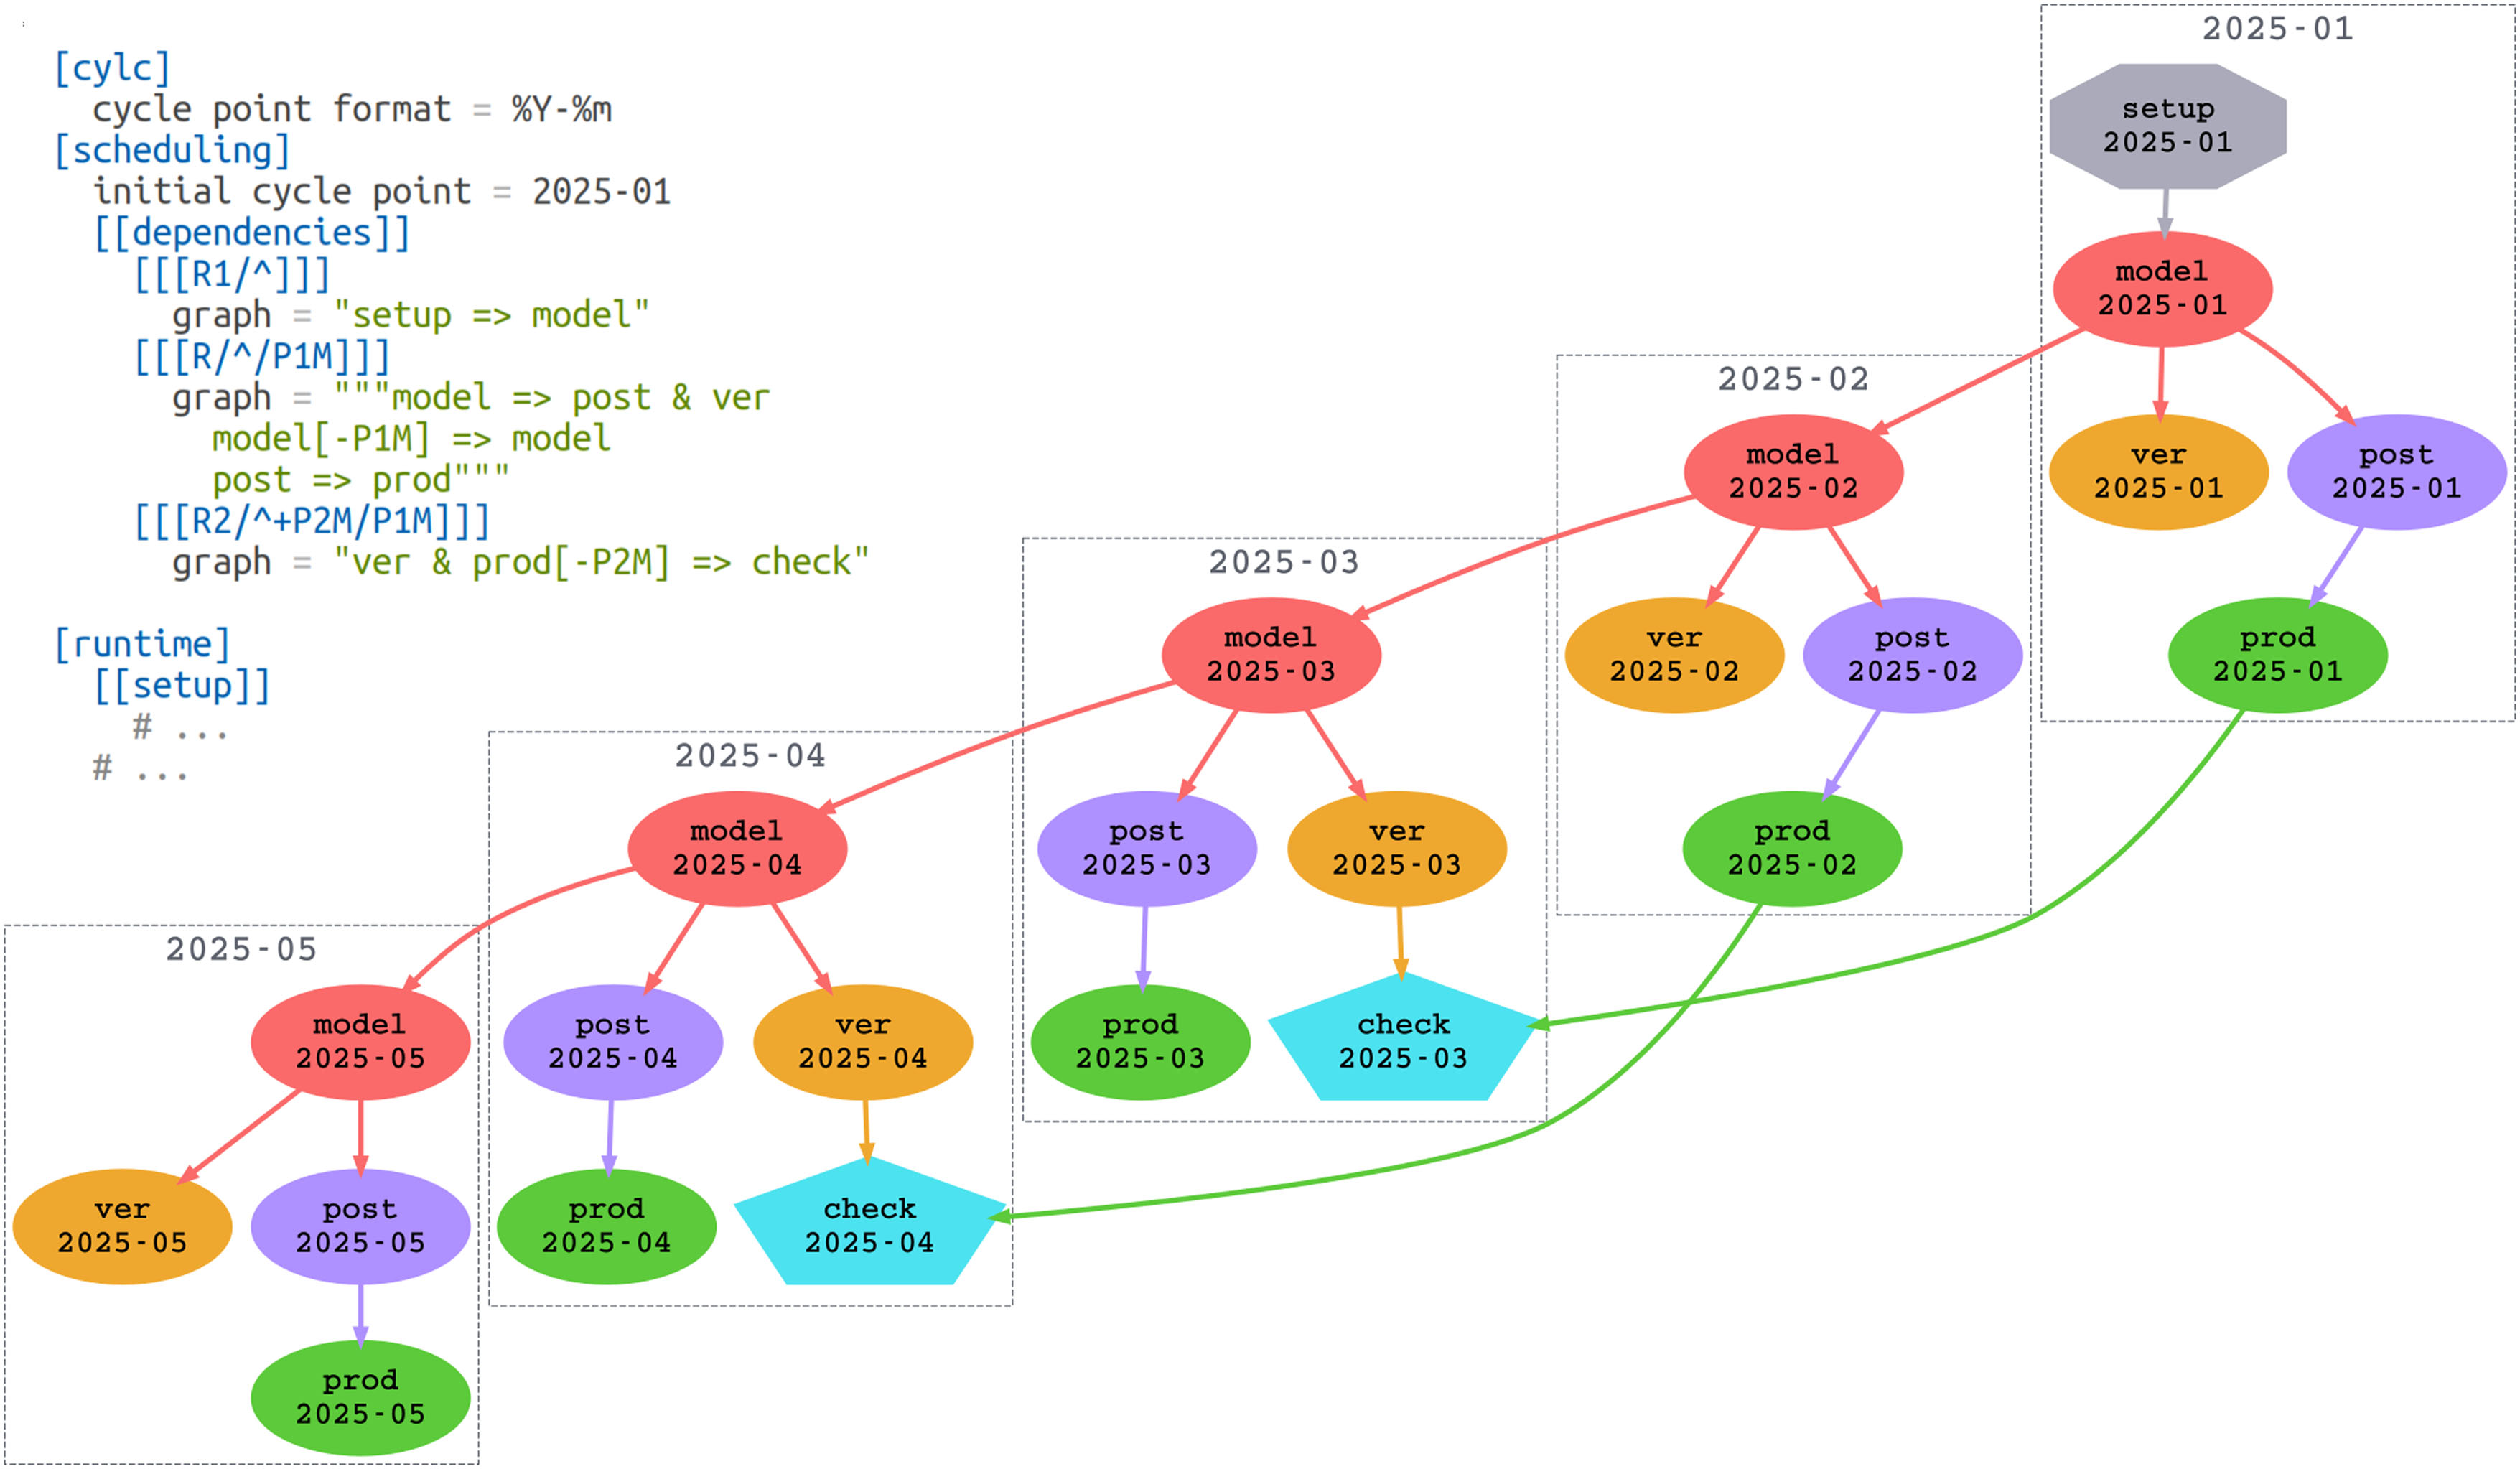 [cylc]
  cycle point format = %Y-%m
[scheduling]
  initial cycle point = 2025-01
  [[dependencies]]
    [[[R1/^]]]
      graph = "setup => model"
    [[[R/^/P1M]]]
      graph = """model => post & ver
        model[-P1M] => model
        post => prod"""
    [[[R2/^+P2M/P1M]]]
      graph = "ver & prod[-P2M] => check"
[runtime]
  [[setup]]
    # ...
  # ...
2025-01
setup
2025-01
model
2025-01
ver
2025-01
post
2025-01
prod
2025-01
2025-02
model
2025-02
ver
2025-02
post
2025-02
prod
2025-02
2025-03
model
2025-03
post
2025-03
ver
2025-03
prod
2025-03
check
2025-03
2025-04
model
2025-04
post
2025-04
ver
2025-04
prod
2025-04
check
2025-04
2025-05
model
2025-05
ver
2025-05
post
2025-05
prod
2025-05